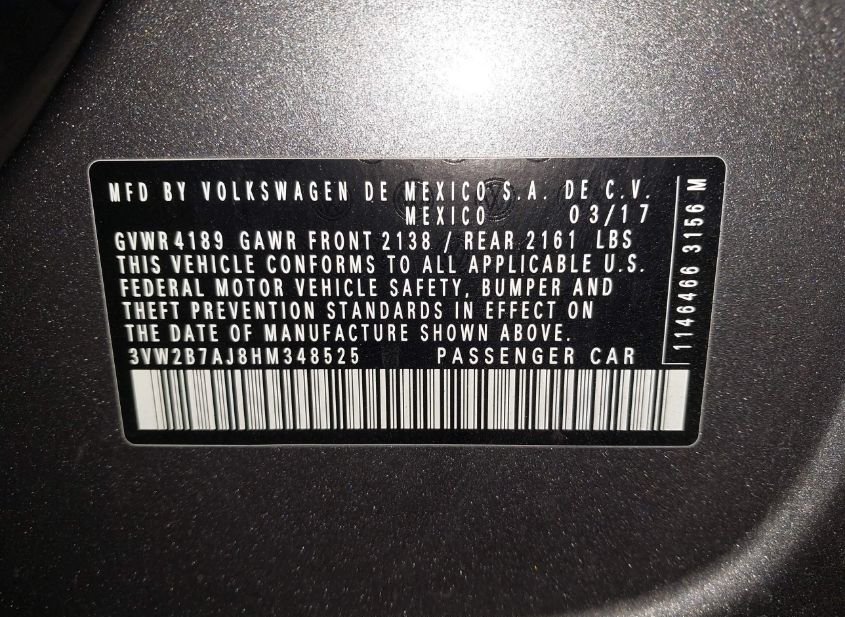 MFD BY VOLKSWAGEN DE MEXICO S.A. DE C.V.
MEXICO 03/17
GVWR 4189 GAWR FRONT 2138 / REAR 2161 LBS
THIS VEHICLE CONFORMS TO ALL APPLICABLE U.S.
FEDERAL MOTOR VEHICLE SAFETY, BUMPER AND
THEFT PREVENTION STANDARDS IN EFFECT ON
THE DATE OF MANUFACTURE SHOWN ABOVE.
3VW2B7AJ8HM348525 PASSENGER CAR
1146466 3156 M